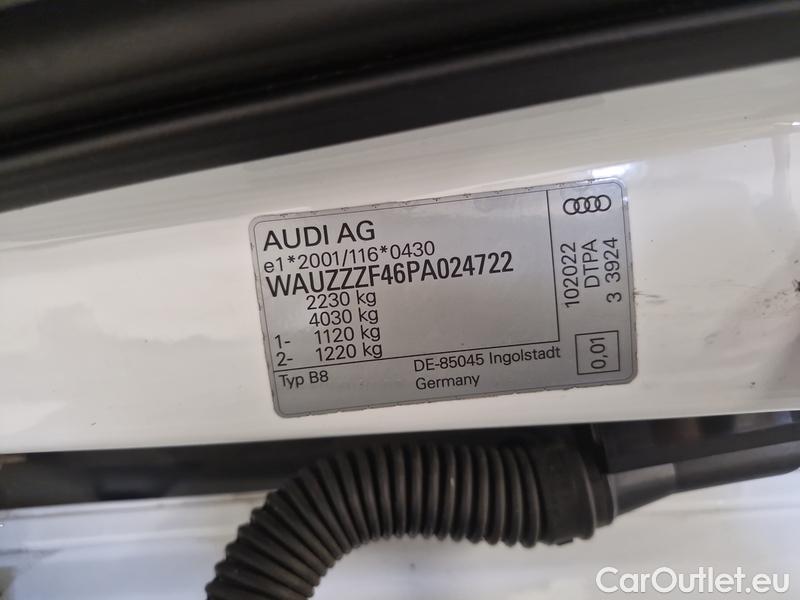 AUDI AG
e1*2001/116*0430
WAUZZZF46PA024722
2230 kg
4030 kg
1- 1120 kg
2- 1220 kg
Typ B8
DE-85045 Ingolstadt
Germany
102022
DTPA
3 3924
0,01
CarOutlet.eu